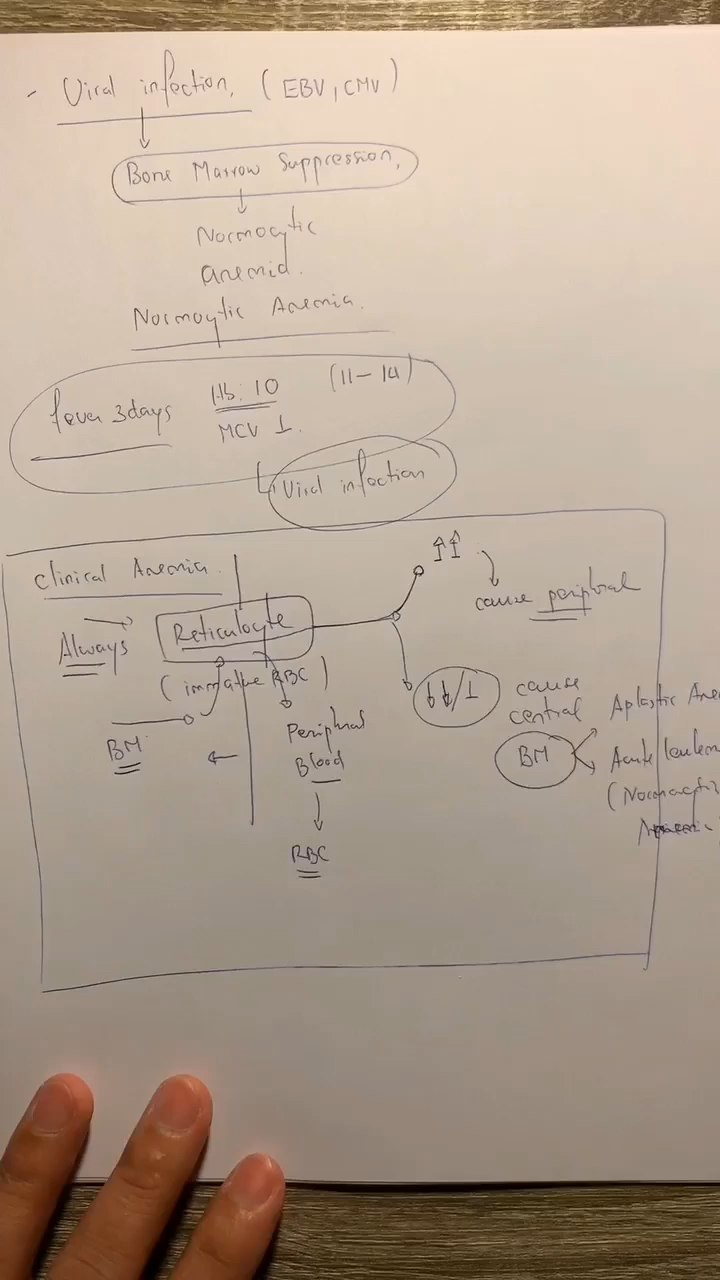 - Viral infection, (EBV, CMV)
↓
Bone Marrow Suppression,
↓
Normocytic
anemia.
Normoytic Anemia.
fever 3days Hb: 10 (11-14)
MCV ⊥.
Viral infection
Clinical Anemia.
Always → Reticulocyte
(immature RBC)
↑↑
cause peripheral
BM
←
Peripheral
Blood
↓
RBC
↓↓/⊥ cause
central
BM
Aplastic Ane
Acute leukem
(Normocytic